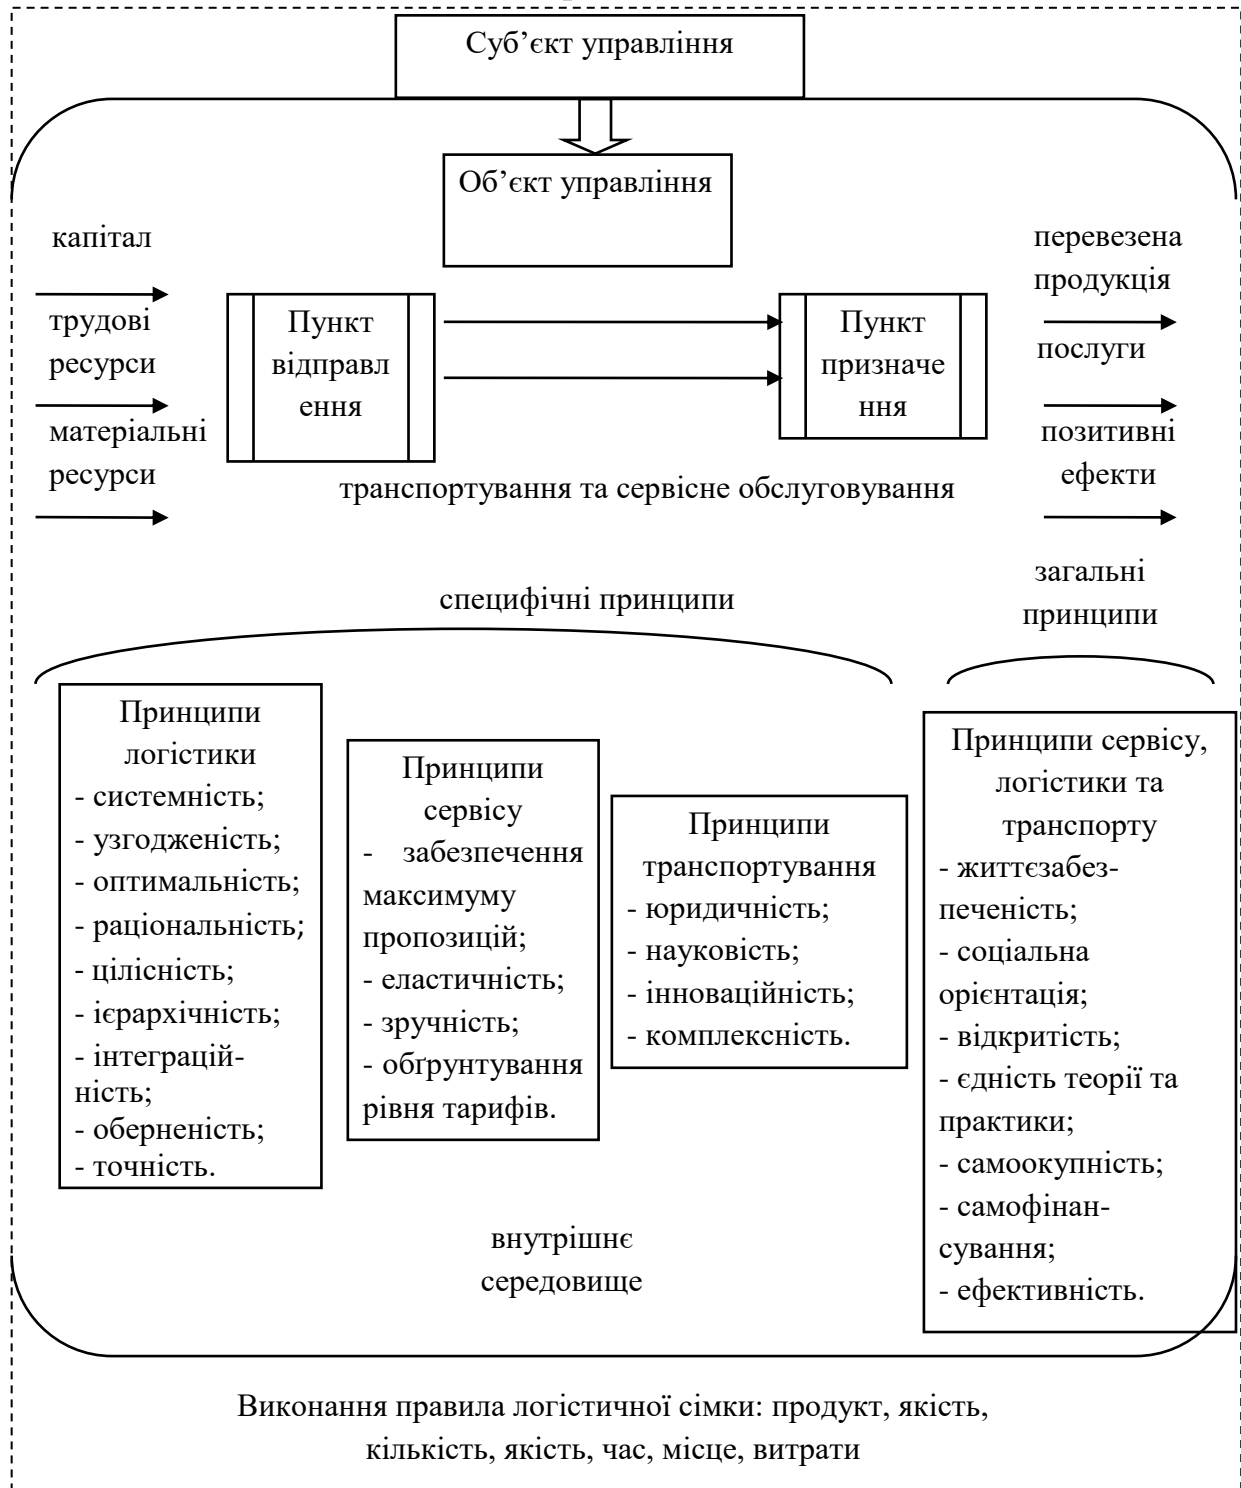 Суб’єкт управління
Об’єкт управління
капітал
трудові
ресурси
матеріальні
ресурси
Пункт
відправл
ення
Пункт
призначе
ння
перевезена
продукція
послуги
позитивні
ефекти
транспортування та сервісне обслуговування
специфічні принципи
загальні
принципи
Принципи
логістики
- системність;
- узгодженість;
- оптимальність;
- раціональність;
- цілісність;
- ієрархічність;
- інтеграцій-
ність;
- оберненість;
- точність.
Принципи
сервісу
- забезпечення
максимуму
пропозицій;
- еластичність;
- зручність;
- обґрунтування
рівня тарифів.
Принципи
транспортування
- юридичність;
- науковість;
- інноваційність;
- комплексність.
Принципи сервісу,
логістики та
транспорту
- життєзабез-
печеність;
- соціальна
орієнтація;
- відкритість;
- єдність теорії та
практики;
- самоокупність;
- самофінан-
сування;
- ефективність.
внутрішнє
середовище
Виконання правила логістичної сімки: продукт, якість,
кількість, якість, час, місце, витрати